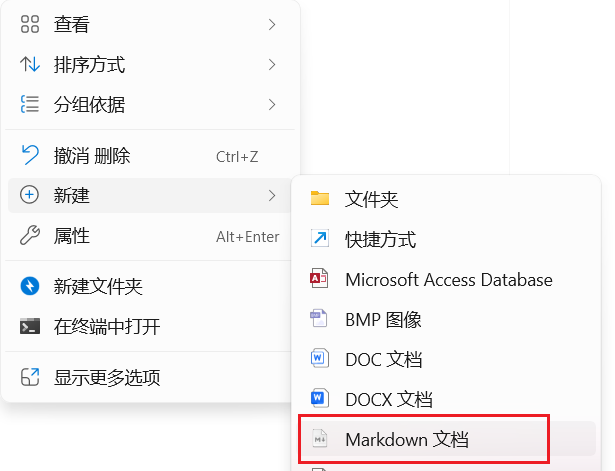 查看
排序方式
分组依据
撤消 删除 Ctrl+Z
新建
属性 Alt+Enter
新建文件夹
在终端中打开
显示更多选项
文件夹
快捷方式
Microsoft Access Database
BMP 图像
DOC 文档
DOCX 文档
Markdown 文档